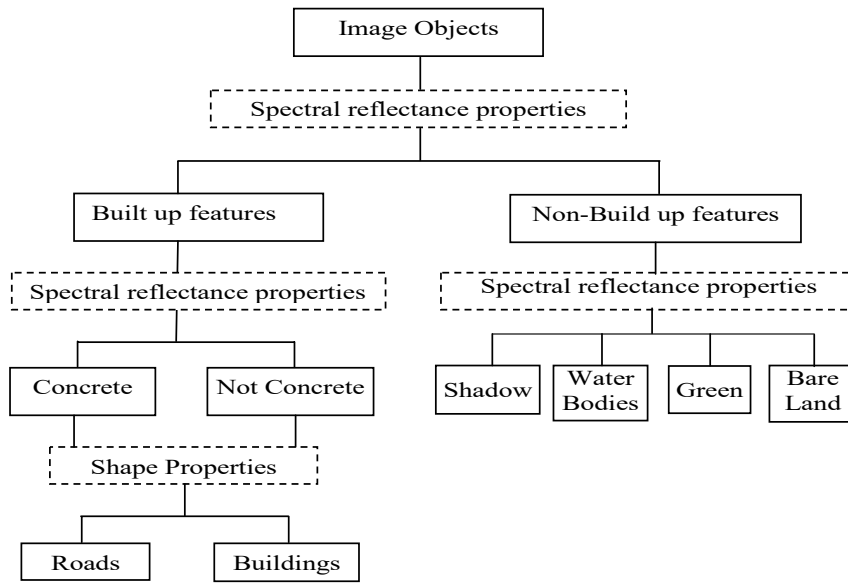 Image Objects
Spectral reflectance properties
Built up features
Non-Build up features
Spectral reflectance properties
Spectral reflectance properties
Concrete
Not Concrete
Shadow
Water
Bodies
Green
Bare
Land
Shape Properties
Roads
Buildings